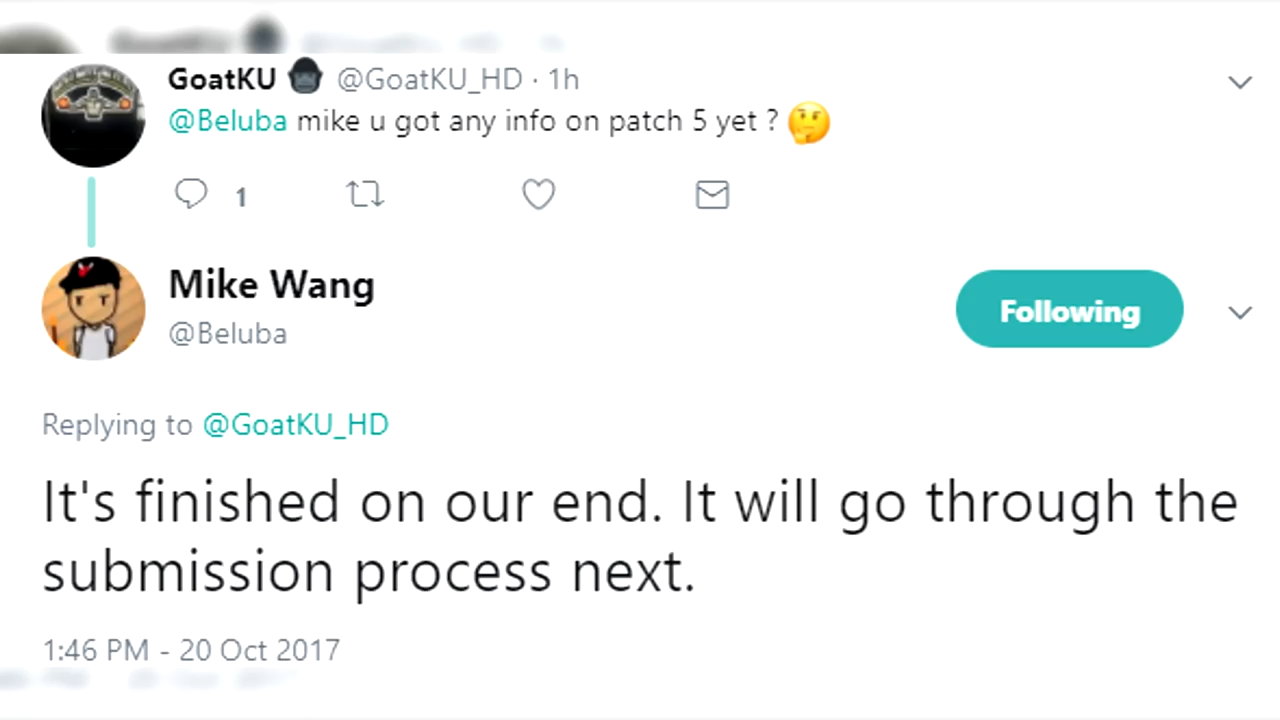 GoatKU @GoatKU_HD · 1h
@Beluba mike u got any info on patch 5 yet ?
1
Mike Wang
@Beluba
Following
Replying to @GoatKU_HD
It's finished on our end. It will go through the
submission process next.
1:46 PM - 20 Oct 2017